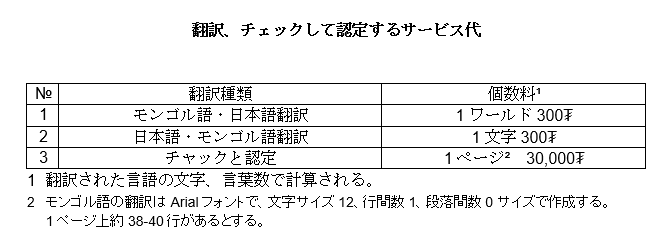 翻訳、チェックして認定するサービス代
№ 翻訳種類 個数料¹
1 モンゴル語・日本語翻訳 1 ワールド 300₮
2 日本語・モンゴル語翻訳 1 文字 300₮
3 チャックと認定 1 ページ² 30,000₮
1 翻訳された言語の文字、言葉数で計算される。
2 モンゴル語の翻訳は Arial フォントで、文字サイズ 12、行間数 1、段落間数 0 サイズで作成する。
1 ページ上約 38-40 行があるとする。